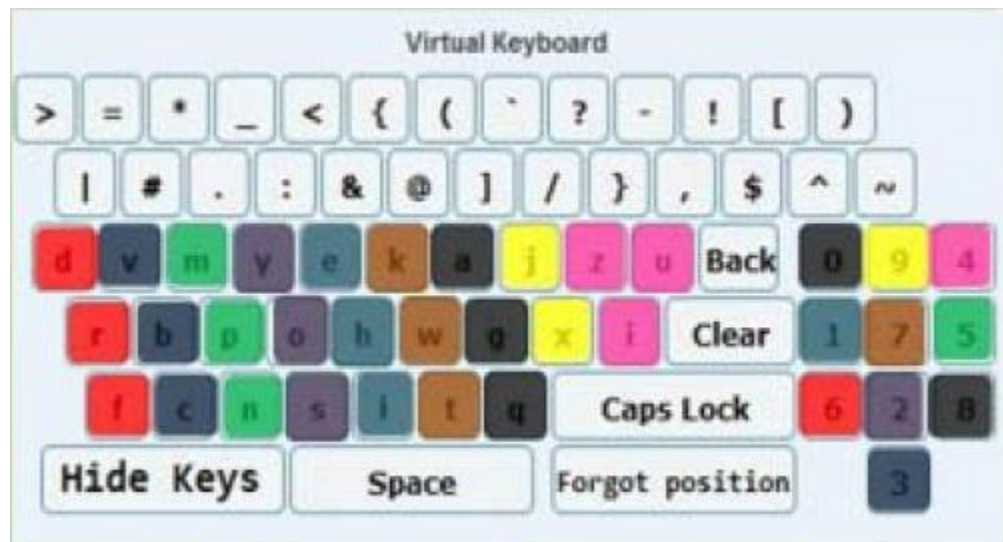 Virtual Keyboard
> = * _ < { ( ` ? - ! [ )
| # . : & @ ] / } , $ ^ ~
d v m y e k a j z u Back 0 9 4
r b p o h w g x i Clear 1 7 5
f c n s l t q Caps Lock 6 2 8
Hide Keys Space Forgot position 3